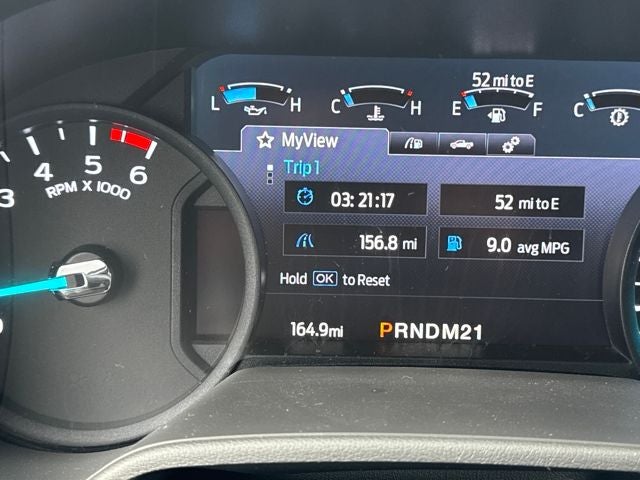 52 mi to E
L H C H E F C
MyView
Trip 1
03: 21:17 52 mi to E
156.8 mi 9.0 avg MPG
Hold OK to Reset
164.9mi PRNDM21
3 4 5 6
RPM X 1000